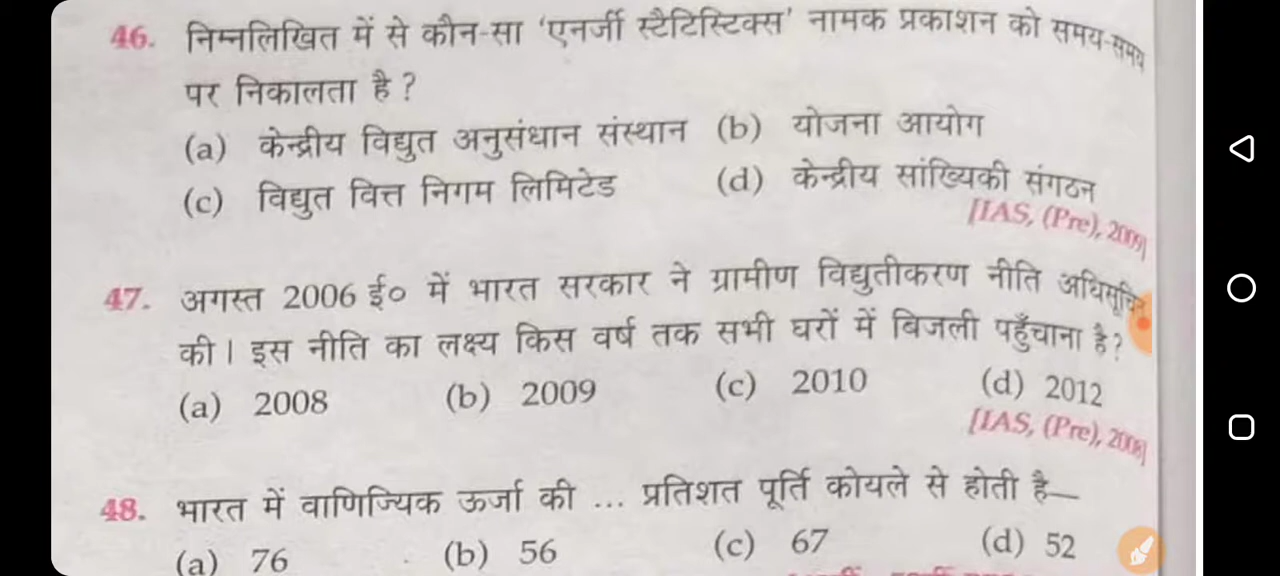 46. निम्नलिखित में से कौन-सा 'एनर्जी स्टैटिस्टिक्स' नामक प्रकाशन को समय-समय
पर निकालता है ?
(a) केन्द्रीय विद्युत अनुसंधान संस्थान (b) योजना आयोग
(c) विद्युत वित्त निगम लिमिटेड (d) केन्द्रीय सांख्यिकी संगठन
[IAS, (Pre), 2009]
47. अगस्त 2006 ई० में भारत सरकार ने ग्रामीण विद्युतीकरण नीति
की। इस नीति का लक्ष्य किस वर्ष तक सभी घरों में बिजली पहुँचाना है?
(a) 2008 (b) 2009 (c) 2010 (d) 2012
[IAS, (Pre),
48. भारत में वाणिज्यिक ऊर्जा की ... प्रतिशत पूर्ति कोयले से होती है—
(a) 76 (b) 56 (c) 67 (d) 52